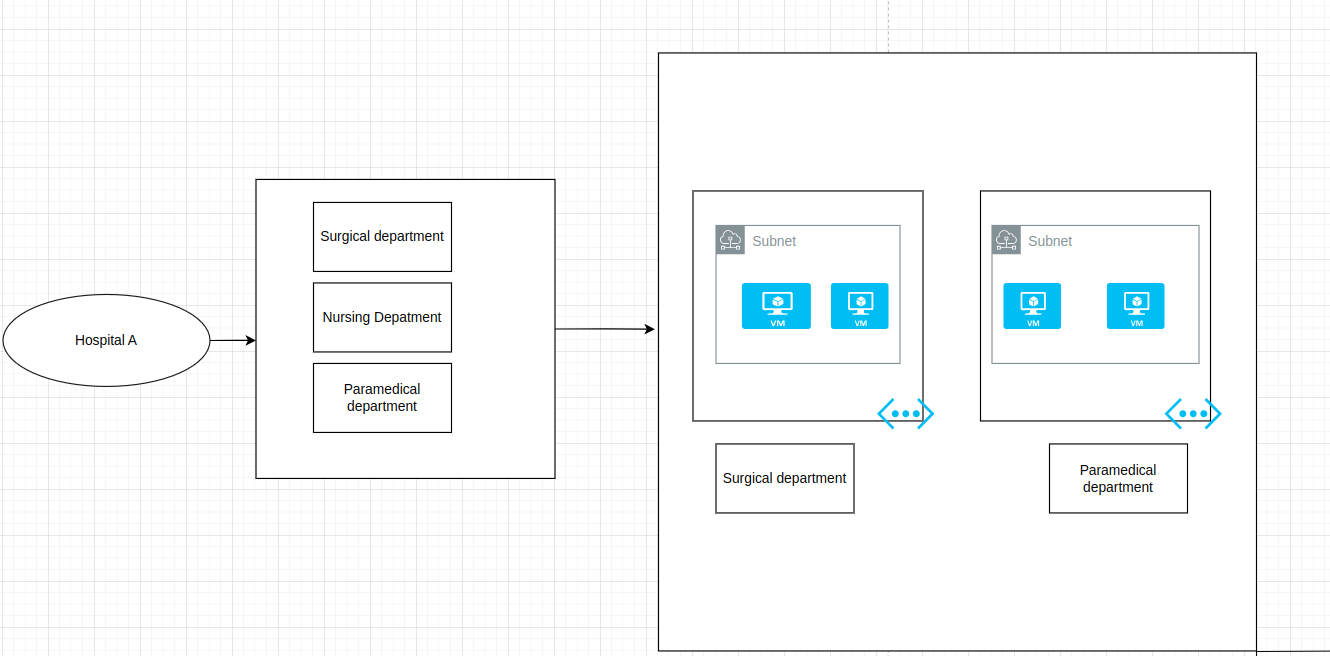 Hospital A
Surgical department
Nursing Depatment
Paramedical
department
Subnet
VM
VM
Surgical department
Subnet
VM
VM
Paramedical
department